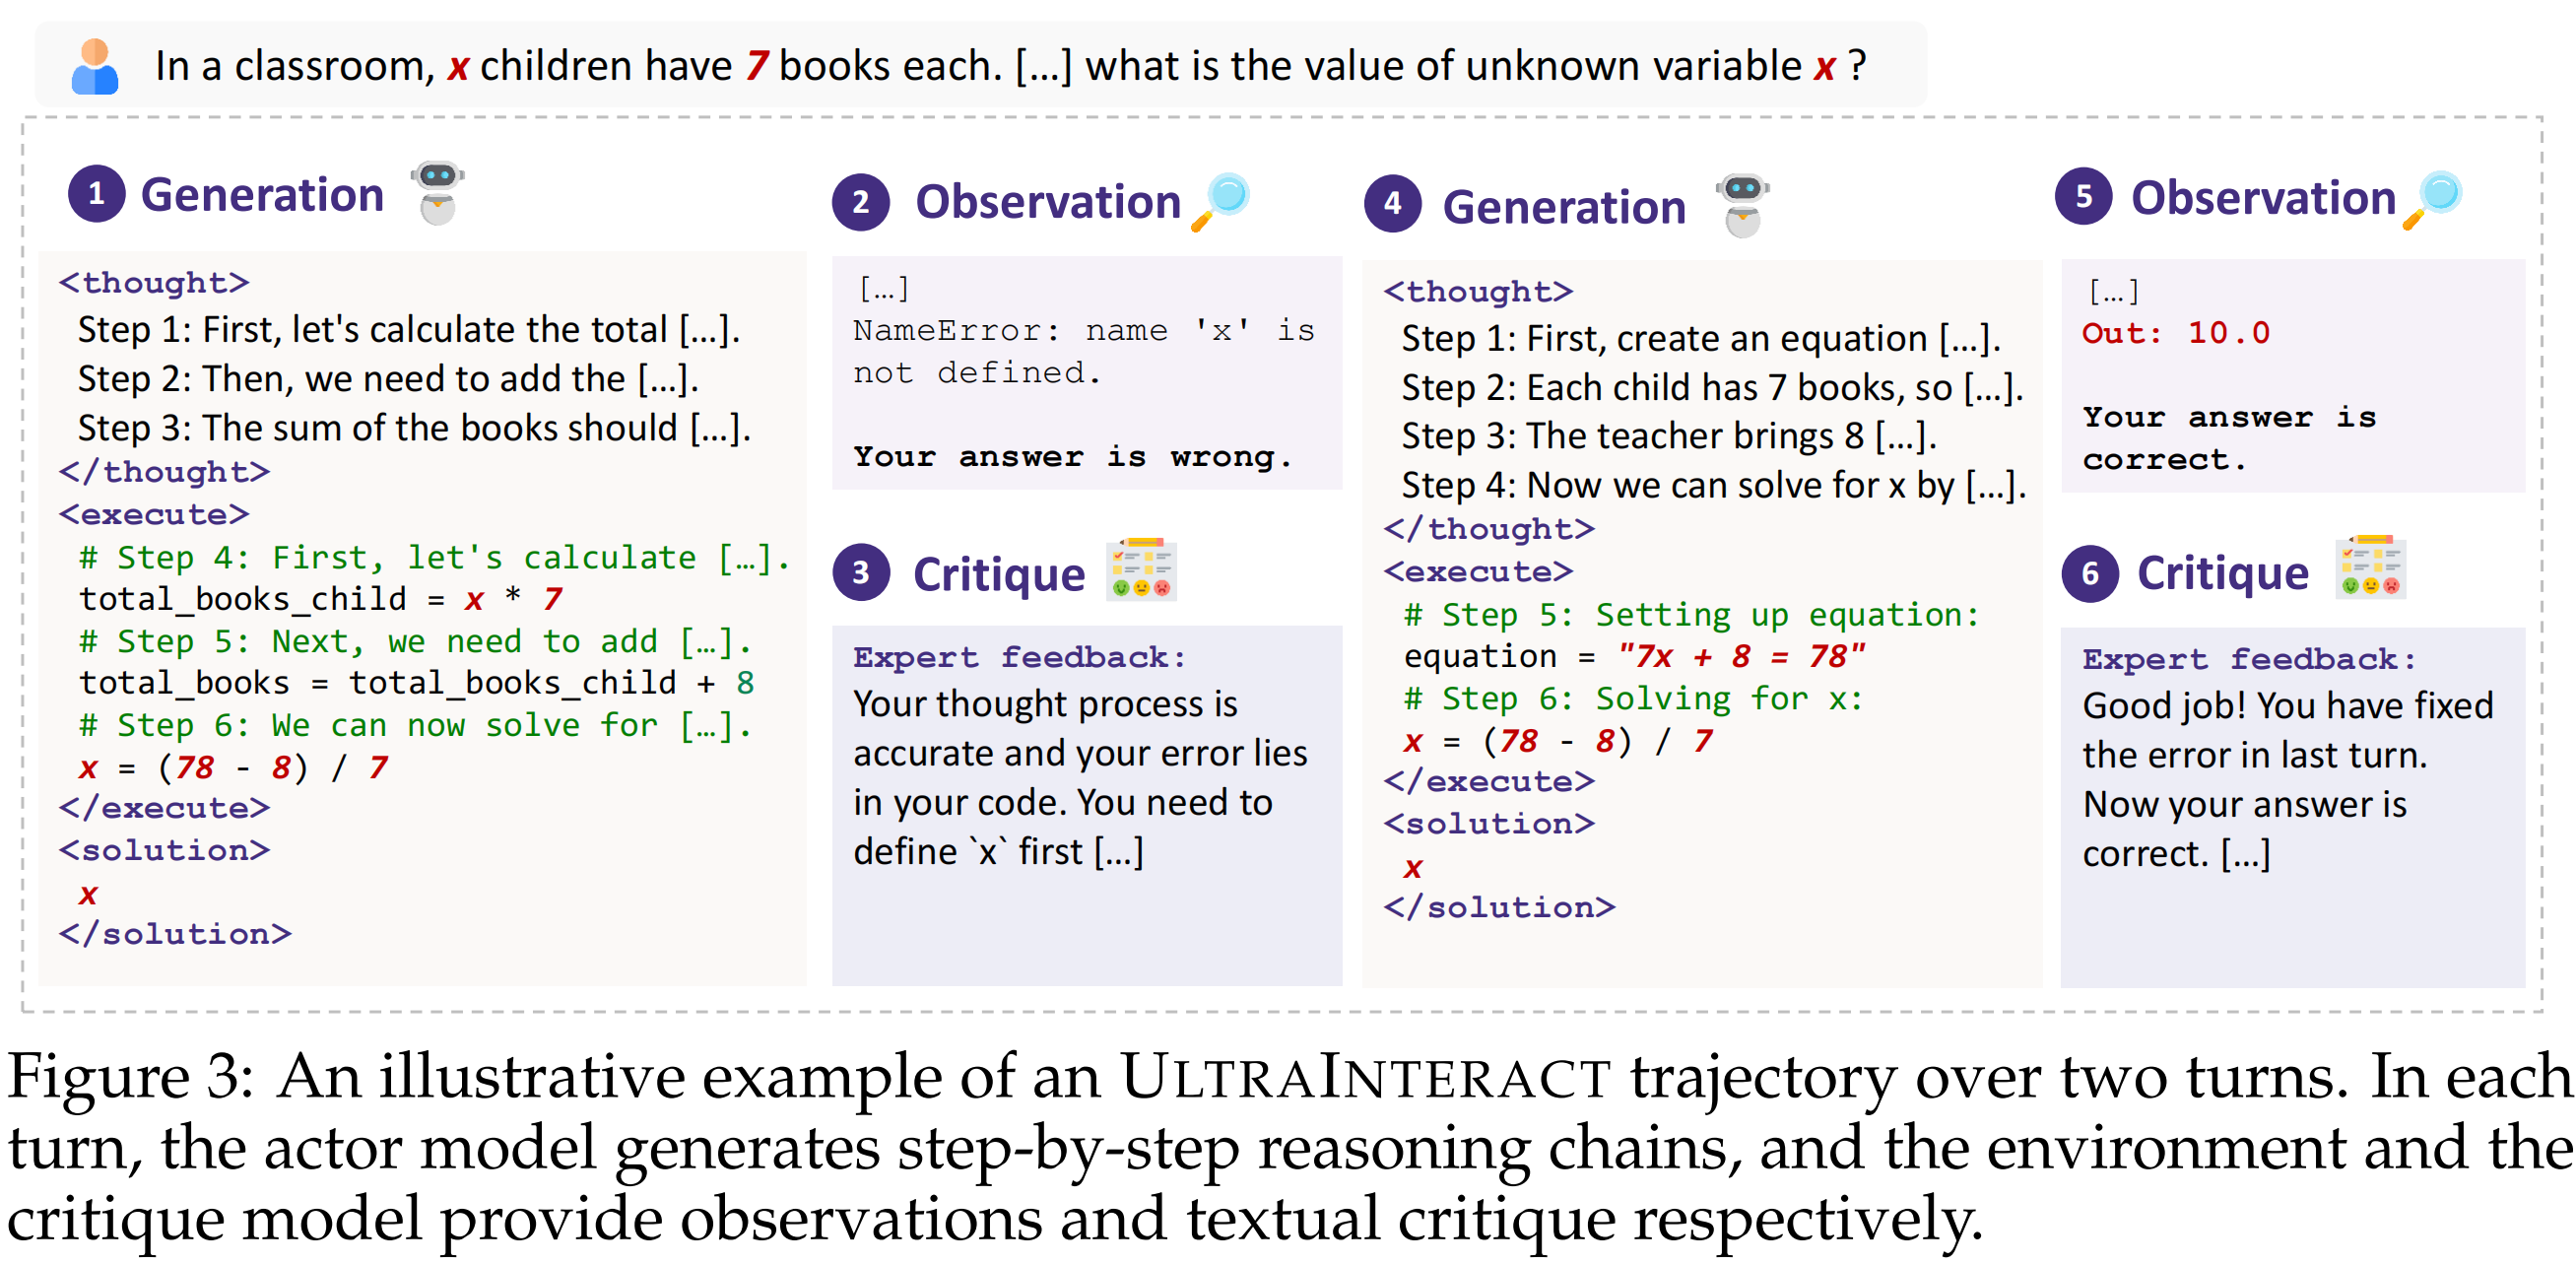 In a classroom, x children have 7 books each. [...] what is the value of unknown variable x ?
1 Generation
<thought>
Step 1: First, let's calculate the total [...].
Step 2: Then, we need to add the [...].
Step 3: The sum of the books should [...].
</thought>
<execute>
# Step 4: First, let's calculate [...].
total_books_child = x * 7
# Step 5: Next, we need to add [...].
total_books = total_books_child + 8
# Step 6: We can now solve for [...].
x = (78 - 8) / 7
</execute>
<solution>
x
</solution>
2 Observation
[...]
NameError: name 'x' is
not defined.
Your answer is wrong.
3 Critique
Expert feedback:
Your thought process is
accurate and your error lies
in your code. You need to
define `x` first [...]
4 Generation
<thought>
Step 1: First, create an equation [...].
Step 2: Each child has 7 books, so [...].
Step 3: The teacher brings 8 [...].
Step 4: Now we can solve for x by [...].
</thought>
<execute>
# Step 5: Setting up equation:
equation = "7x + 8 = 78"
# Step 6: Solving for x:
x = (78 - 8) / 7
</execute>
<solution>
x
</solution>
5 Observation
[...]
Out: 10.0
Your answer is
correct.
6 Critique
Expert feedback:
Good job! You have fixed
the error in last turn.
Now your answer is
correct. [...]
Figure 3: An illustrative example of an ULTRAINTERACT trajectory over two turns. In each
turn, the actor model generates step-by-step reasoning chains, and the environment and the
critique model provide observations and textual critique respectively.